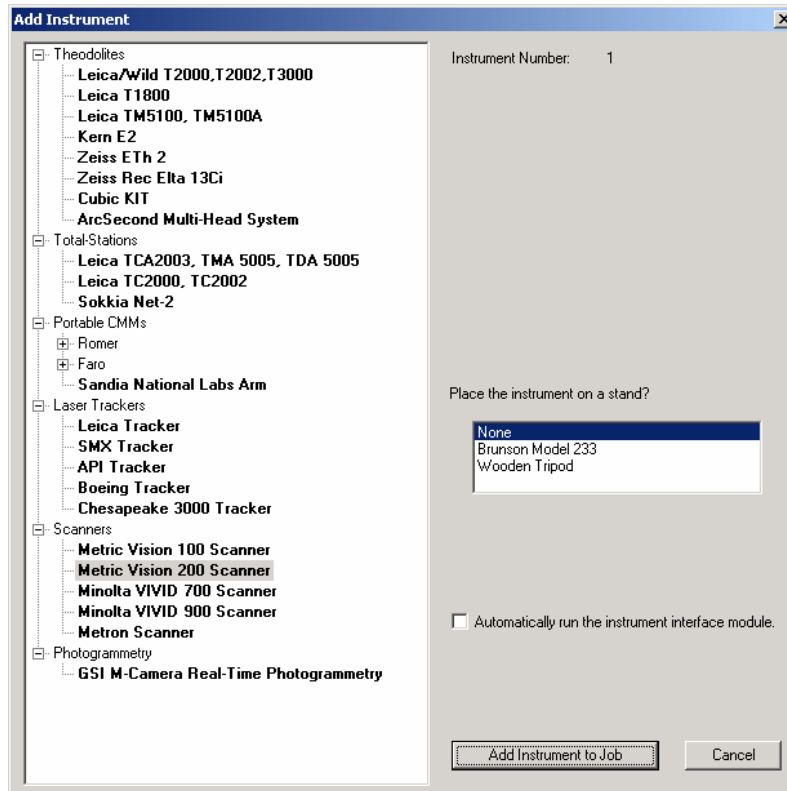 Add Instrument
Theodolites
Leica/Wild T2000,T2002,T3000
Leica T1800
Leica TM5100, TM5100A
Kern E2
Zeiss ETh 2
Zeiss Rec Elta 13Ci
Cubic KIT
ArcSecond Multi-Head System
Total-Stations
Leica TCA2003, TMA 5005, TDA 5005
Leica TC2000, TC2002
Sokkia Net-2
Portable CMMs
Romer
Faro
Sandia National Labs Arm
Laser Trackers
Leica Tracker
SMX Tracker
API Tracker
Boeing Tracker
Chesapeake 3000 Tracker
Scanners
Metric Vision 100 Scanner
Metric Vision 200 Scanner
Minolta VIVID 700 Scanner
Minolta VIVID 900 Scanner
Metron Scanner
Photogrammetry
GSI M-Camera Real-Time Photogrammetry
Instrument Number: 1
Place the instrument on a stand?
None
Brunson Model 233
Wooden Tripod
Automatically run the instrument interface module.
Add Instrument to Job
Cancel